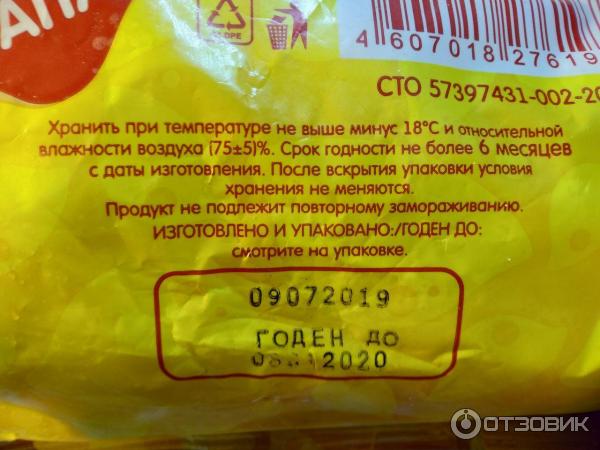 4 607018 27619
СТО 57397431-002-20
Хранить при температуре не выше минус 18°С и относительной
влажности воздуха (75±5)%. Срок годности не более 6 месяцев
с даты изготовления. После вскрытия упаковки условия
хранения не меняются.
Продукт не подлежит повторному замораживанию.
ИЗГОТОВЛЕНО И УПАКОВАНО:/ГОДЕН ДО:
смотрите на упаковке.
09072019
ГОДЕН ДО
ОТЗОВИК